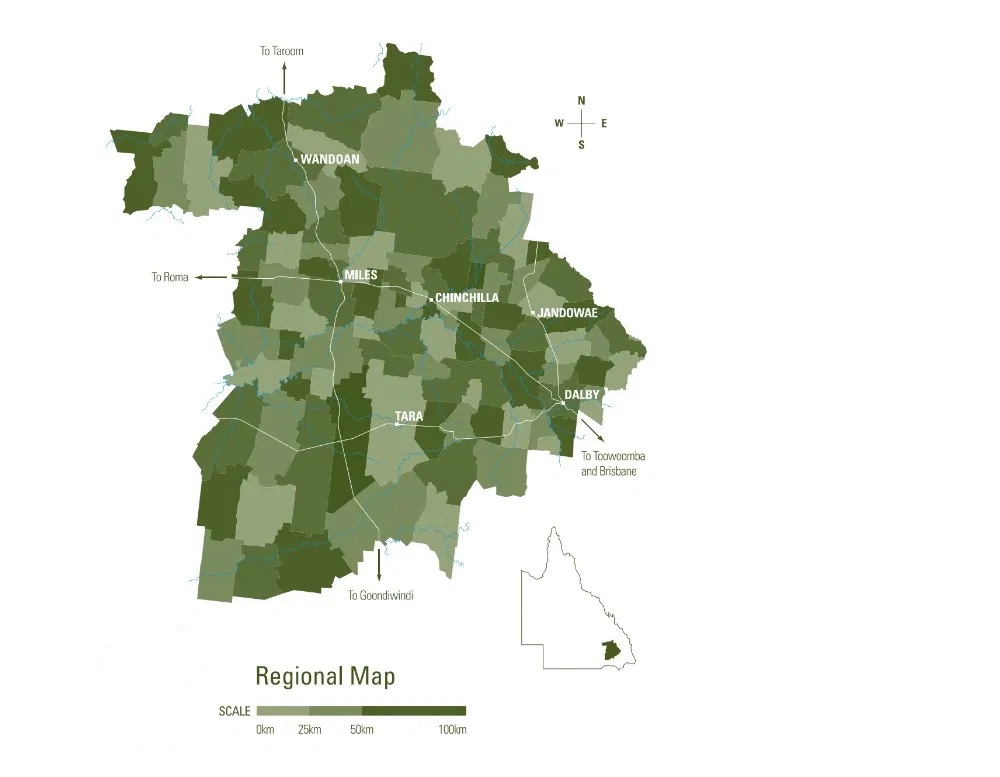 To Taroom
N
W E
S
WANDOAN
To Roma
MILES
CHINCHILLA
JANDOWAE
DALBY
TARA
To Toowoomba
and Brisbane
To Goondiwindi
Regional Map
SCALE
0km 25km 50km 100km